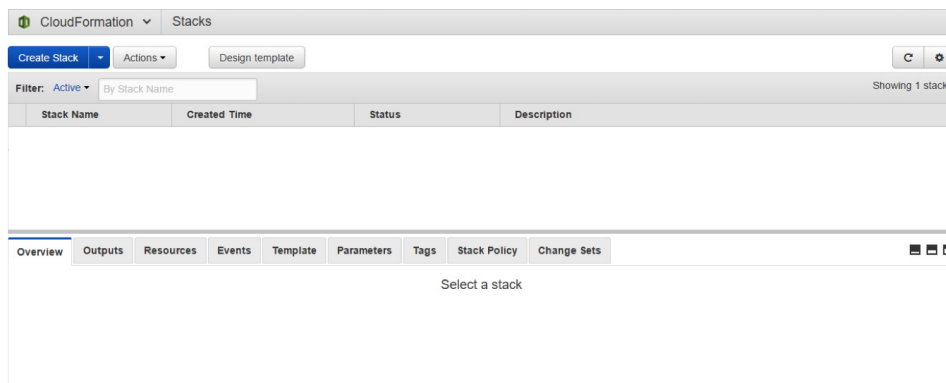 CloudFormation Stacks
Create Stack Actions Design template
Filter: Active By Stack Name Showing 1 stack
Stack Name Created Time Status Description
Overview Outputs Resources Events Template Parameters Tags Stack Policy Change Sets
Select a stack